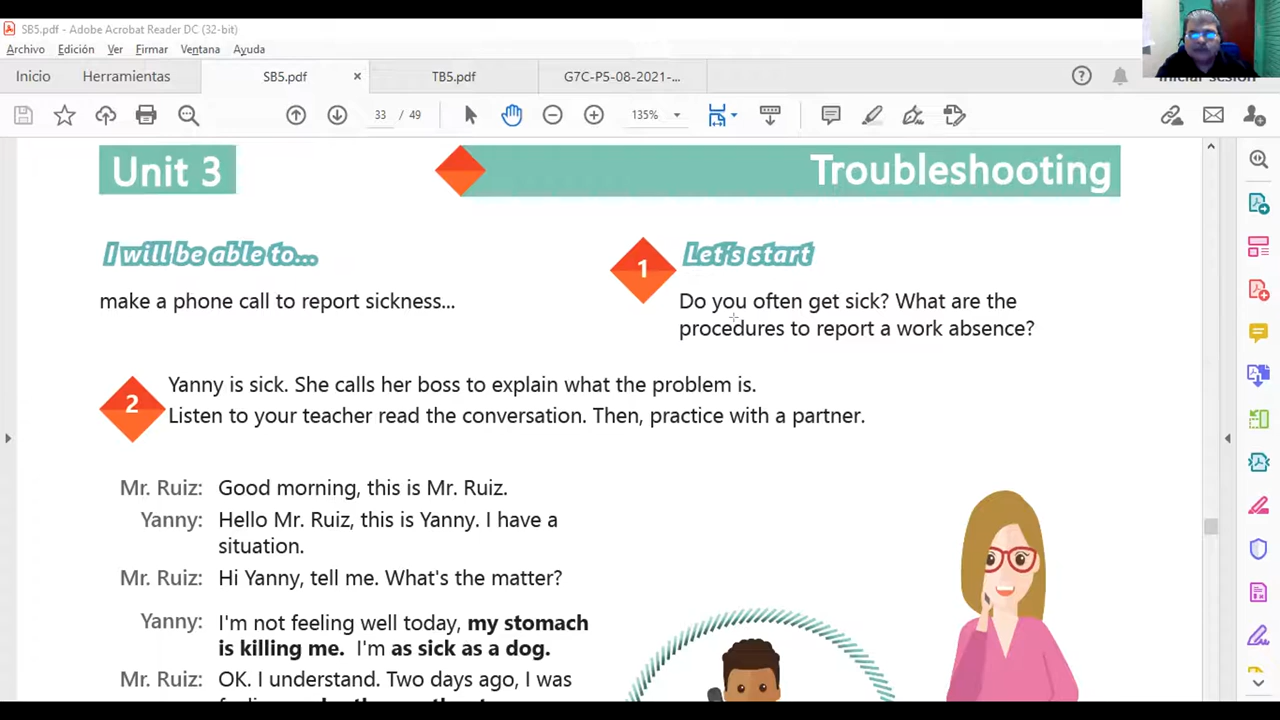 SB5.pdf - Adobe Acrobat Reader DC (32-bit)
Archivo Edición Ver Firmar Ventana Ayuda
Inicio Herramientas SB5.pdf × TB5.pdf G7C-P5-08-2021-... Iniciar sesión
33 / 49 135%
Unit 3 Troubleshooting
I will be able to...
make a phone call to report sickness...
1 Let's start
Do you often get sick? What are the
procedures to report a work absence?
2 Yanny is sick. She calls her boss to explain what the problem is.
Listen to your teacher read the conversation. Then, practice with a partner.
Mr. Ruiz: Good morning, this is Mr. Ruiz.
Yanny: Hello Mr. Ruiz, this is Yanny. I have a
situation.
Mr. Ruiz: Hi Yanny, tell me. What's the matter?
Yanny: I'm not feeling well today, my stomach
is killing me. I'm as sick as a dog.
Mr. Ruiz: OK. I understand. Two days ago, I was